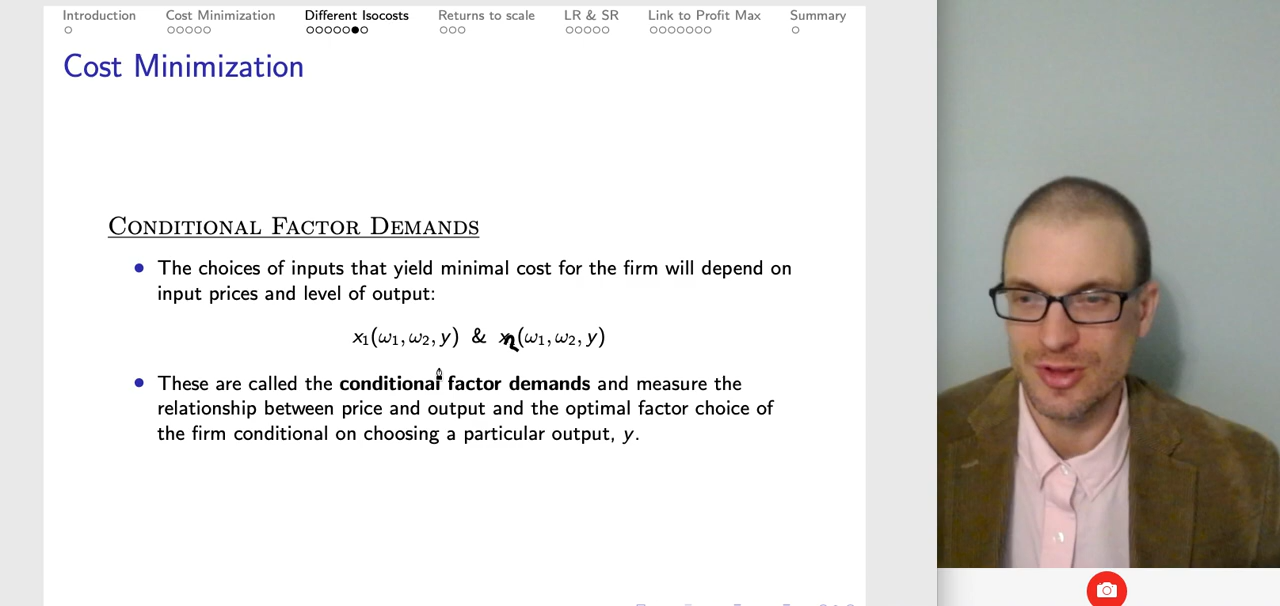 Introduction Cost Minimization Different Isocosts Returns to scale LR & SR Link to Profit Max Summary
Cost Minimization
CONDITIONAL FACTOR DEMANDS
The choices of inputs that yield minimal cost for the firm will depend on
input prices and level of output:
x₁(ω₁, ω₂, y) & x₂(ω₁, ω₂, y)
These are called the conditional factor demands and measure the
relationship between price and output and the optimal factor choice of
the firm conditional on choosing a particular output, y.